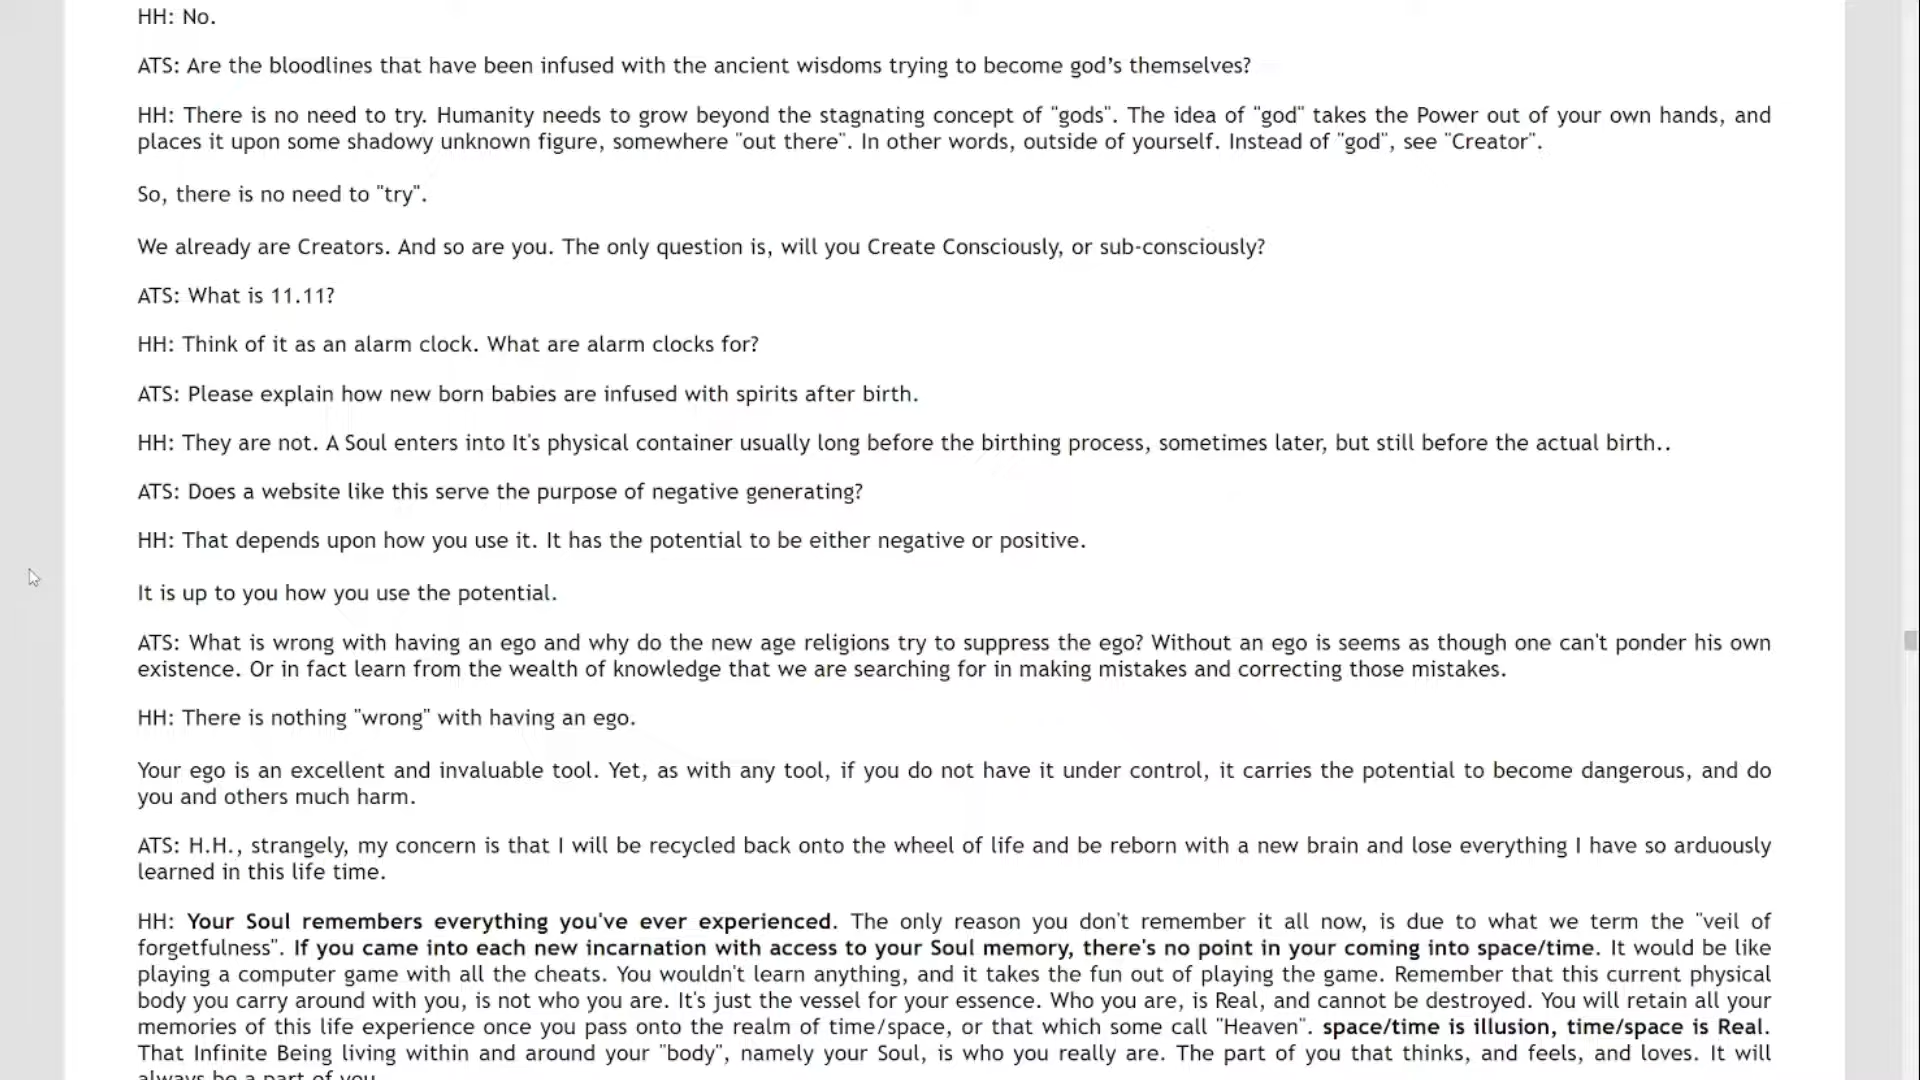 HH: No.
ATS: Are the bloodlines that have been infused with the ancient wisdoms trying to become god's themselves?
HH: There is no need to try. Humanity needs to grow beyond the stagnating concept of "gods". The idea of "god" takes the Power out of your own hands, and
places it upon some shadowy unknown figure, somewhere "out there". In other words, outside of yourself. Instead of "god", see "Creator".
So, there is no need to "try".
We already are Creators. And so are you. The only question is, will you Create Consciously, or sub-consciously?
ATS: What is 11.11?
HH: Think of it as an alarm clock. What are alarm clocks for?
ATS: Please explain how new born babies are infused with spirits after birth.
HH: They are not. A Soul enters into It's physical container usually long before the birthing process, sometimes later, but still before the actual birth..
ATS: Does a website like this serve the purpose of negative generating?
HH: That depends upon how you use it. It has the potential to be either negative or positive.
It is up to you how you use the potential.
ATS: What is wrong with having an ego and why do the new age religions try to suppress the ego? Without an ego is seems as though one can't ponder his own
existence. Or in fact learn from the wealth of knowledge that we are searching for in making mistakes and correcting those mistakes.
HH: There is nothing "wrong" with having an ego.
Your ego is an excellent and invaluable tool. Yet, as with any tool, if you do not have it under control, it carries the potential to become dangerous, and do
you and others much harm.
ATS: H.H., strangely, my concern is that I will be recycled back onto the wheel of life and be reborn with a new brain and lose everything I have so arduously
learned in this life time.
HH: Your Soul remembers everything you've ever experienced. The only reason you don't remember it all now, is due to what we term the "veil of
forgetfulness". If you came into each new incarnation with access to your Soul memory, there's no point in your coming into space/time. It would be like
playing a computer game with all the cheats. You wouldn't learn anything, and it takes the fun out of playing the game. Remember that this current physical
body you carry around with you, is not who you are. It's just the vessel for your essence. Who you are, is Real, and cannot be destroyed. You will retain all your
memories of this life experience once you pass onto the realm of time/space, or that which some call "Heaven". space/time is illusion, time/space is Real.
That Infinite Being living within and around your "body", namely your Soul, is who you really are. The part of you that thinks, and feels, and loves. It will
always be a part of you